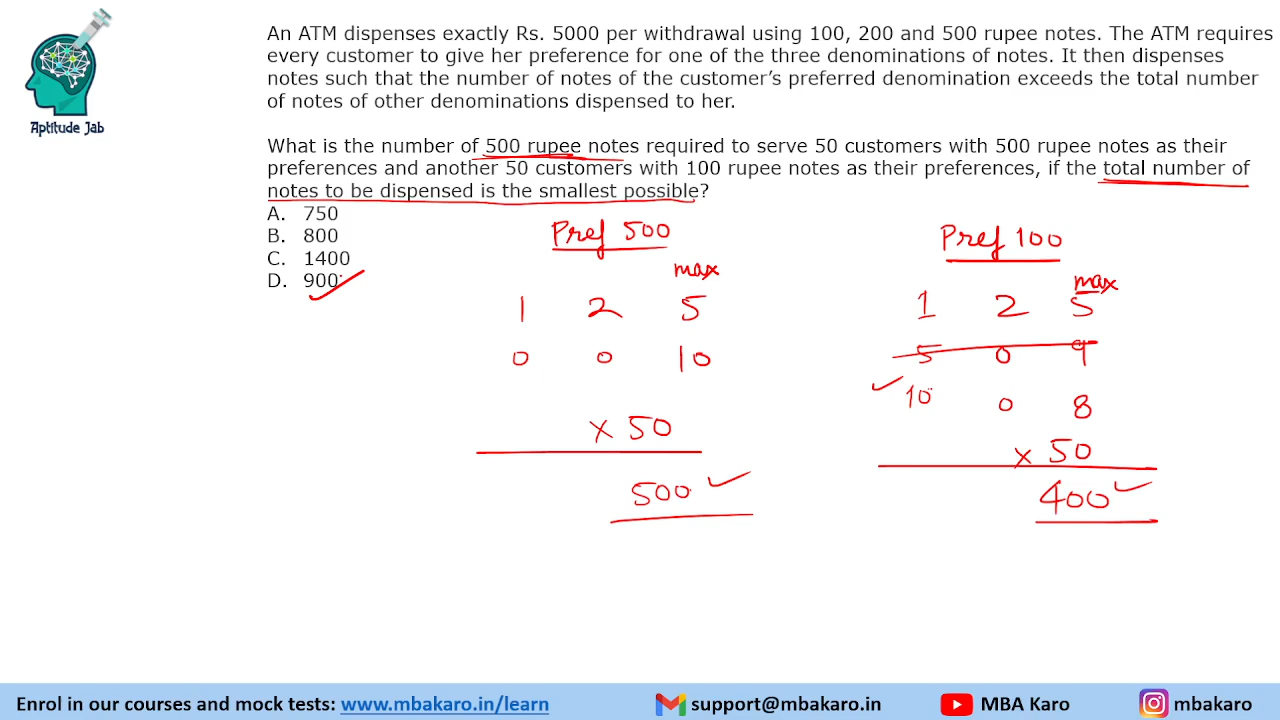 Aptitude Jab
An ATM dispenses exactly Rs. 5000 per withdrawal using 100, 200 and 500 rupee notes. The ATM requires
every customer to give her preference for one of the three denominations of notes. It then dispenses
notes such that the number of notes of the customer's preferred denomination exceeds the total number
of notes of other denominations dispensed to her.
What is the number of 500 rupee notes required to serve 50 customers with 500 rupee notes as their
preferences and another 50 customers with 100 rupee notes as their preferences, if the total number of
notes to be dispensed is the smallest possible?
A. 750
B. 800
C. 1400
D. 900
Pref 500
max
1 2 5
0 0 10
x 50
500
Pref 100
max
1 2 5
5 0 9
10 0 8
x 50
400
Enrol in our courses and mock tests: www.mbakaro.in/learn support@mbakaro.in MBA Karo mbakaro